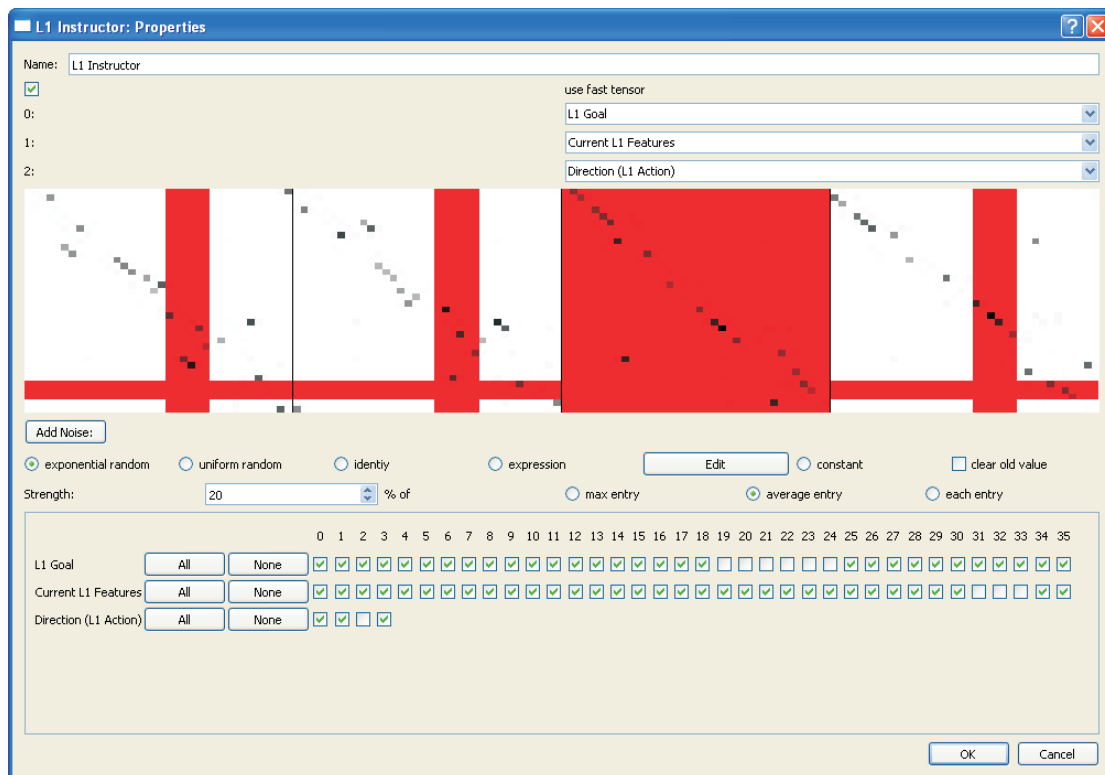 L1 Instructor: Properties
Name: L1 Instructor
use fast tensor
0: L1 Goal
1: Current L1 Features
2: Direction (L1 Action)
Add Noise:
exponential random uniform random identiy expression Edit constant clear old value
Strength: 20 % of max entry average entry each entry
0 1 2 3 4 5 6 7 8 9 10 11 12 13 14 15 16 17 18 19 20 21 22 23 24 25 26 27 28 29 30 31 32 33 34 35
L1 Goal All None
Current L1 Features All None
Direction (L1 Action) All None
OK Cancel